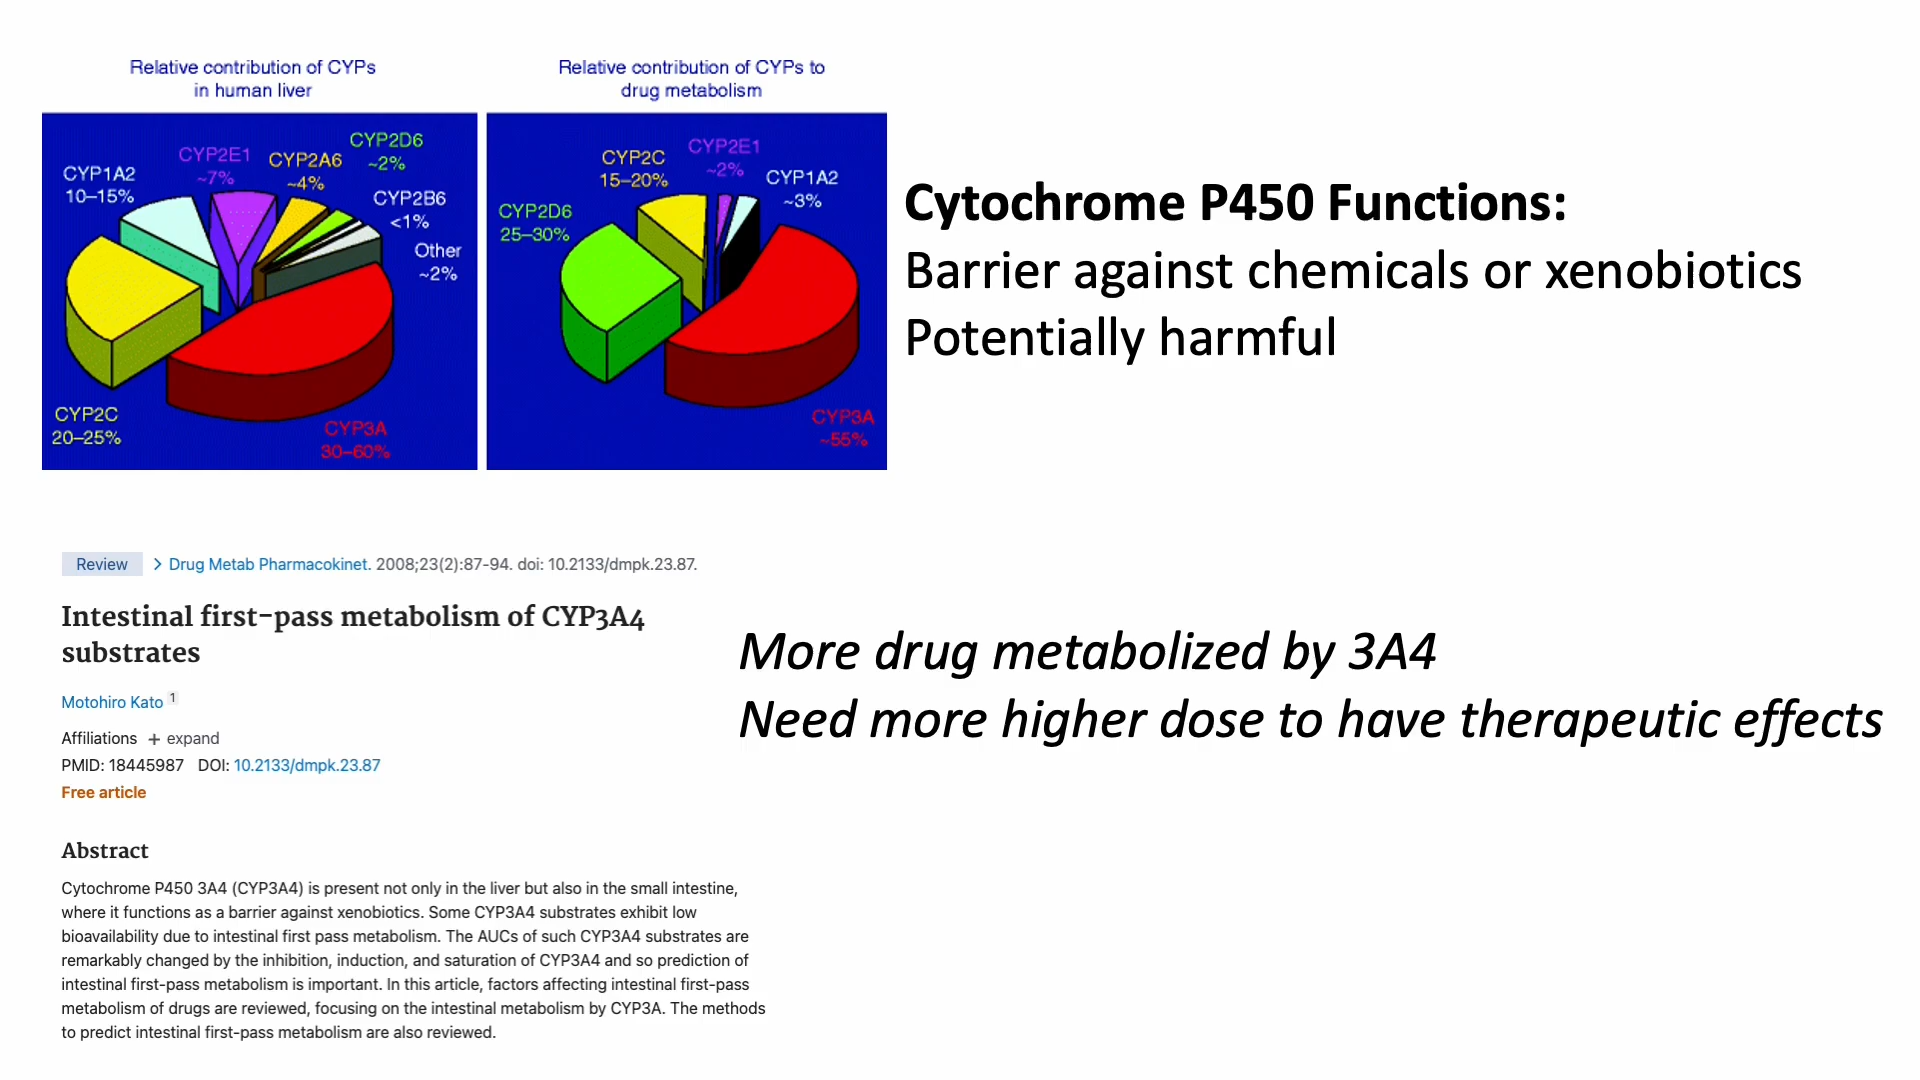 Relative contribution of CYPs
in human liver
CYP2D6
~2%
CYP2E1
~7%
CYP2A6
~4%
CYP1A2
10–15%
CYP2B6
<1%
Other
~2%
CYP2C
20–25%
CYP3A
30–60%
Relative contribution of CYPs to
drug metabolism
CYP2E1
~2%
CYP2C
15–20%
CYP1A2
~3%
CYP2D6
25–30%
CYP3A
~55%
Cytochrome P450 Functions:
Barrier against chemicals or xenobiotics
Potentially harmful
Review > Drug Metab Pharmacokinet. 2008;23(2):87-94. doi: 10.2133/dmpk.23.87.
Intestinal first-pass metabolism of CYP3A4
substrates
Motohiro Kato 1
Affiliations + expand
PMID: 18445987 DOI: 10.2133/dmpk.23.87
Free article
More drug metabolized by 3A4
Need more higher dose to have therapeutic effects
Abstract
Cytochrome P450 3A4 (CYP3A4) is present not only in the liver but also in the small intestine,
where it functions as a barrier against xenobiotics. Some CYP3A4 substrates exhibit low
bioavailability due to intestinal first pass metabolism. The AUCs of such CYP3A4 substrates are
remarkably changed by the inhibition, induction, and saturation of CYP3A4 and so prediction of
intestinal first-pass metabolism is important. In this article, factors affecting intestinal first-pass
metabolism of drugs are reviewed, focusing on the intestinal metabolism by CYP3A. The methods
to predict intestinal first-pass metabolism are also reviewed.